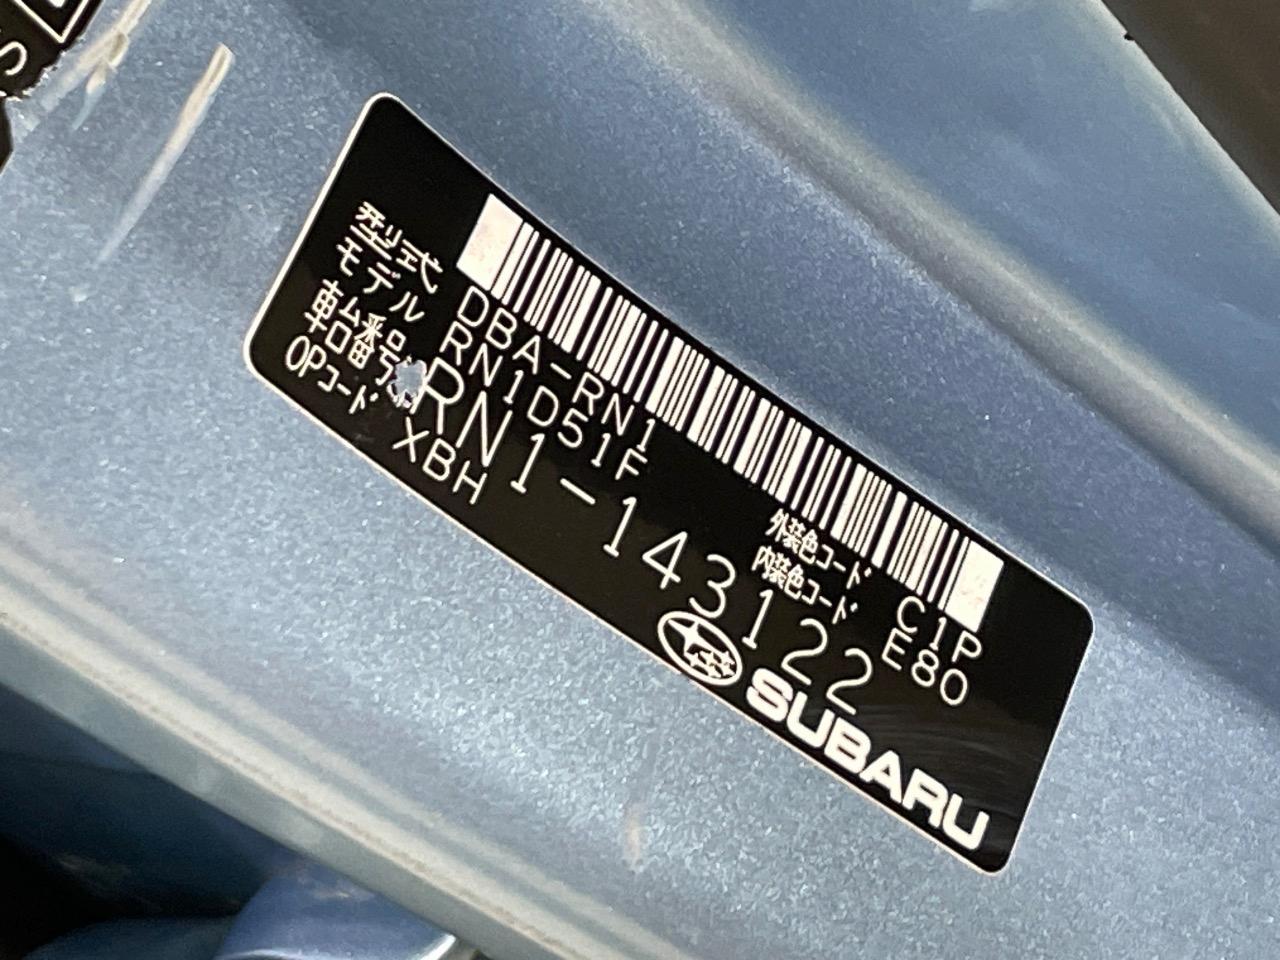 S
型式 DBA-RN1
モデル RN1D51F
車台番号 RN1-143122
OPコード XBH
外装色コード C1P
内装色コード E80
SUBARU